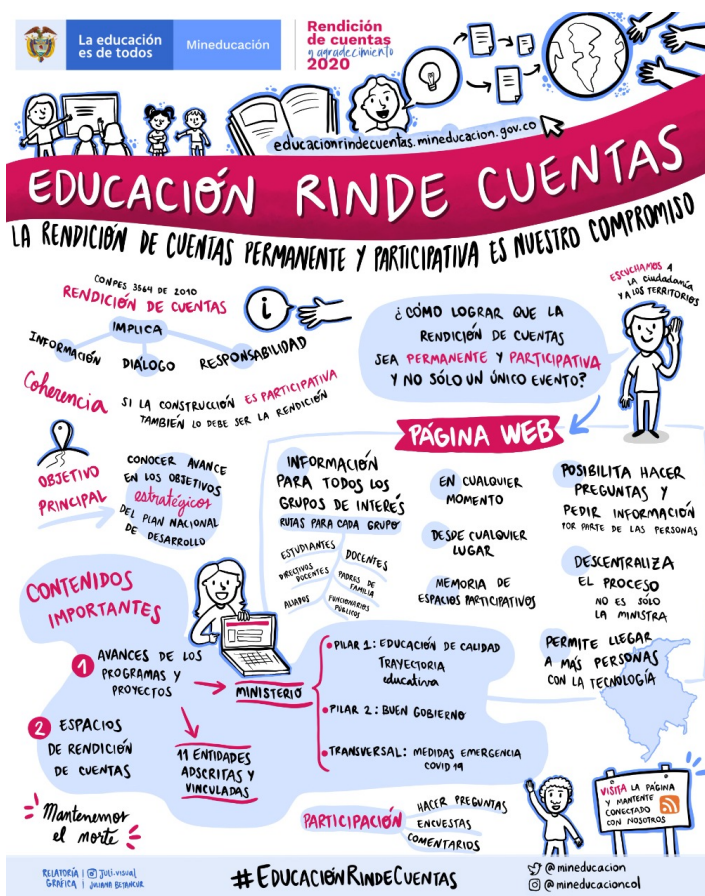 La educación
es de todos
Mineducación
Rendición
de cuentas
y agradecimiento
2020
educacionrindecuentas.mineducacion.gov.co
EDUCACIÓN RINDE CUENTAS
LA RENDICIÓN DE CUENTAS PERMANENTE Y PARTICIPATIVA ES NUESTRO COMPROMISO
CONPES 3564 DE 2010
RENDICIÓN DE CUENTAS
IMPLICA
INFORMACIÓN
DIÁLOGO
RESPONSABILIDAD
i
Coherencia
SI LA CONSTRUCCIÓN ES PARTICIPATIVA
TAMBIÉN LO DEBE SER LA RENDICIÓN
¿CÓMO LOGRAR QUE LA
RENDICIÓN DE CUENTAS
SEA PERMANENTE Y PARTICIPATIVA
Y NO SÓLO UN ÚNICO EVENTO?
ESCUCHAMOS A
LA CIUDADANÍA
Y A LOS TERRITORIOS
OBJETIVO
PRINCIPAL
CONOCER AVANCE
EN LOS OBJETIVOS
estratégicos
DEL PLAN NACIONAL
DE DESARROLLO
PÁGINA WEB
INFORMACIÓN
PARA TODOS LOS
GRUPOS DE INTERÉS
RUTAS PARA CADA GRUPO
ESTUDIANTES
DOCENTES
DIRECTIVOS
DOCENTES
PADRES DE
FAMILIA
ALIADOS
FUNCIONARIOS
PÚBLICOS
EN CUALQUIER
MOMENTO
DESDE CUALQUIER
LUGAR
MEMORIA DE
ESPACIOS PARTICIPATIVOS
POSIBILITA HACER
PREGUNTAS Y
PEDIR INFORMACIÓN
POR PARTE DE LAS PERSONAS
DESCENTRALIZA
EL PROCESO
NO ES SÓLO
LA MINISTRA
PERMITE LLEGAR
A MÁS PERSONAS
CON LA TECNOLOGÍA
CONTENIDOS
IMPORTANTES
1 AVANCES DE LOS
PROGRAMAS Y
PROYECTOS
MINISTERIO
PILAR 1: EDUCACIÓN DE CALIDAD
TRAYECTORIA
educativa
PILAR 2: BUEN GOBIERNO
TRANSVERSAL: MEDIDAS EMERGENCIA
COVID 19
11 ENTIDADES
ADSCRITAS Y
VINCULADAS
2 ESPACIOS
DE RENDICIÓN
DE CUENTAS
Mantenemos
el norte
PARTICIPACIÓN
HACER PREGUNTAS
ENCUESTAS
COMENTARIOS
VISITA LA PÁGINA
Y MANTENTE
CONECTADO
CON NOSOTROS
RELATORÍA | JULI.VISUAL
GRÁFICA | JULIANA BETANCUR
#EDUCACIÓNRINDECUENTAS
@mineducacion
@mineducacioncol